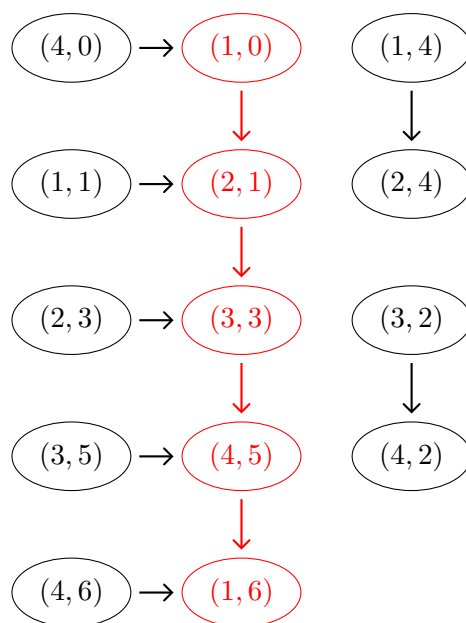 (4, 0) (1, 0) (1, 4)
(1, 1) (2, 1) (2, 4)
(2, 3) (3, 3) (3, 2)
(3, 5) (4, 5) (4, 2)
(4, 6) (1, 6)